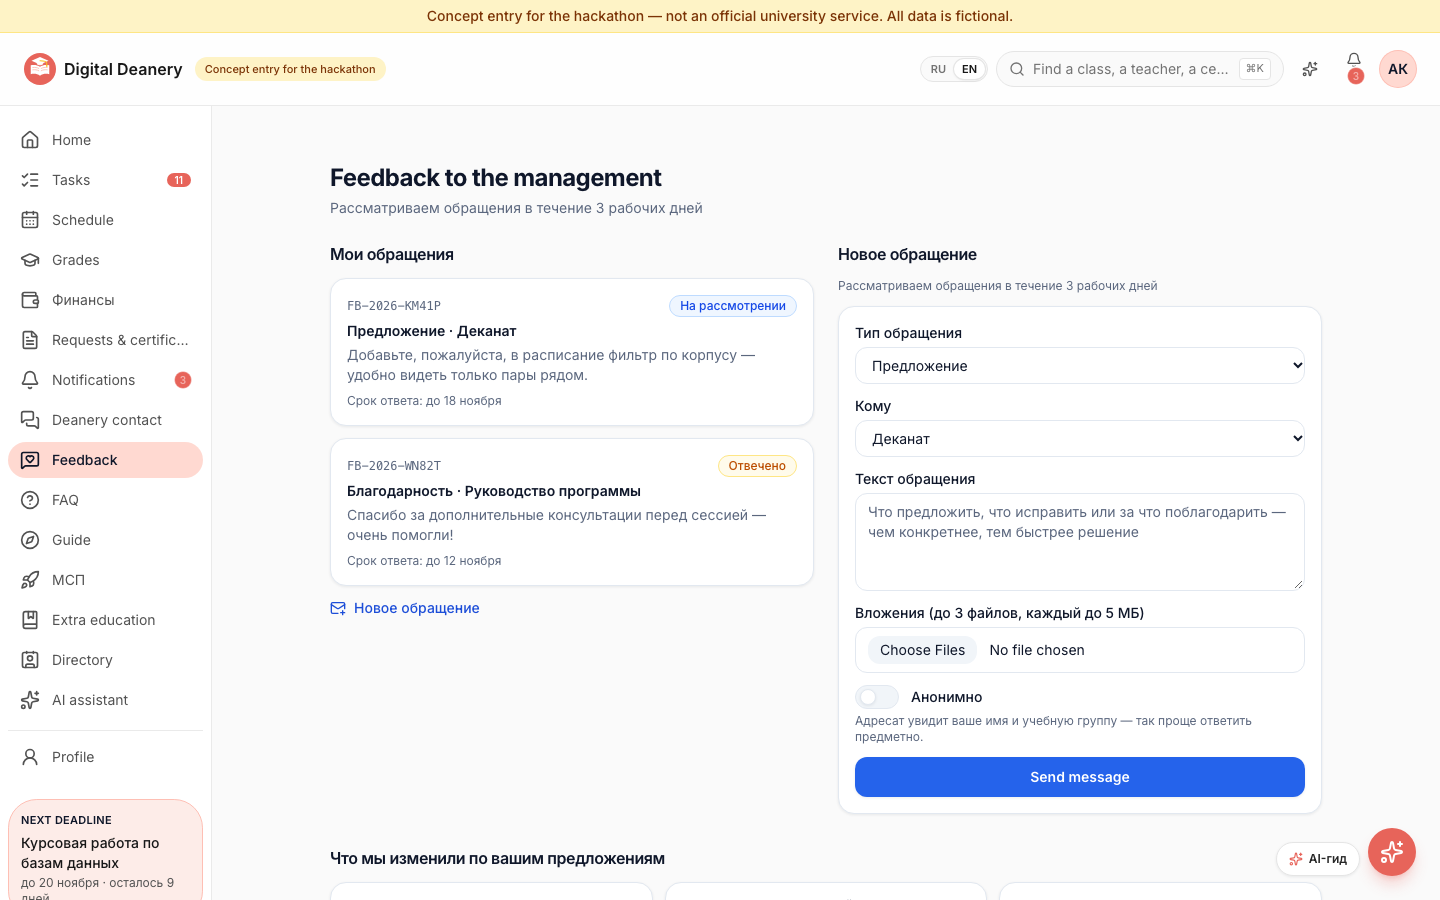 Concept entry for the hackathon — not an official university service. All data is fictional.
Digital Deanery
Concept entry for the hackathon
RU
EN
Find a class, a teacher, a ce...
⌘K
3
АК
Home
Tasks
11
Schedule
Grades
Финансы
Requests & certific...
Notifications
3
Deanery contact
Feedback
FAQ
Guide
МСП
Extra education
Directory
AI assistant
Profile
NEXT DEADLINE
Курсовая работа по
базам данных
до 20 ноября · осталось 9
дней
Feedback to the management
Рассматриваем обращения в течение 3 рабочих дней
Мои обращения
FB-2026-KM41P
На рассмотрении
Предложение · Деканат
Добавьте, пожалуйста, в расписание фильтр по корпусу —
удобно видеть только пары рядом.
Срок ответа: до 18 ноября
FB-2026-WN82T
Отвечено
Благодарность · Руководство программы
Спасибо за дополнительные консультации перед сессией —
очень помогли!
Срок ответа: до 12 ноября
Новое обращение
Новое обращение
Рассматриваем обращения в течение 3 рабочих дней
Тип обращения
Предложение
Кому
Деканат
Текст обращения
Что предложить, что исправить или за что поблагодарить —
чем конкретнее, тем быстрее решение
Вложения (до 3 файлов, каждый до 5 МБ)
Choose Files
No file chosen
Анонимно
Адресат увидит ваше имя и учебную группу — так проще ответить
предметно.
Send message
Что мы изменили по вашим предложениям
AI-гид